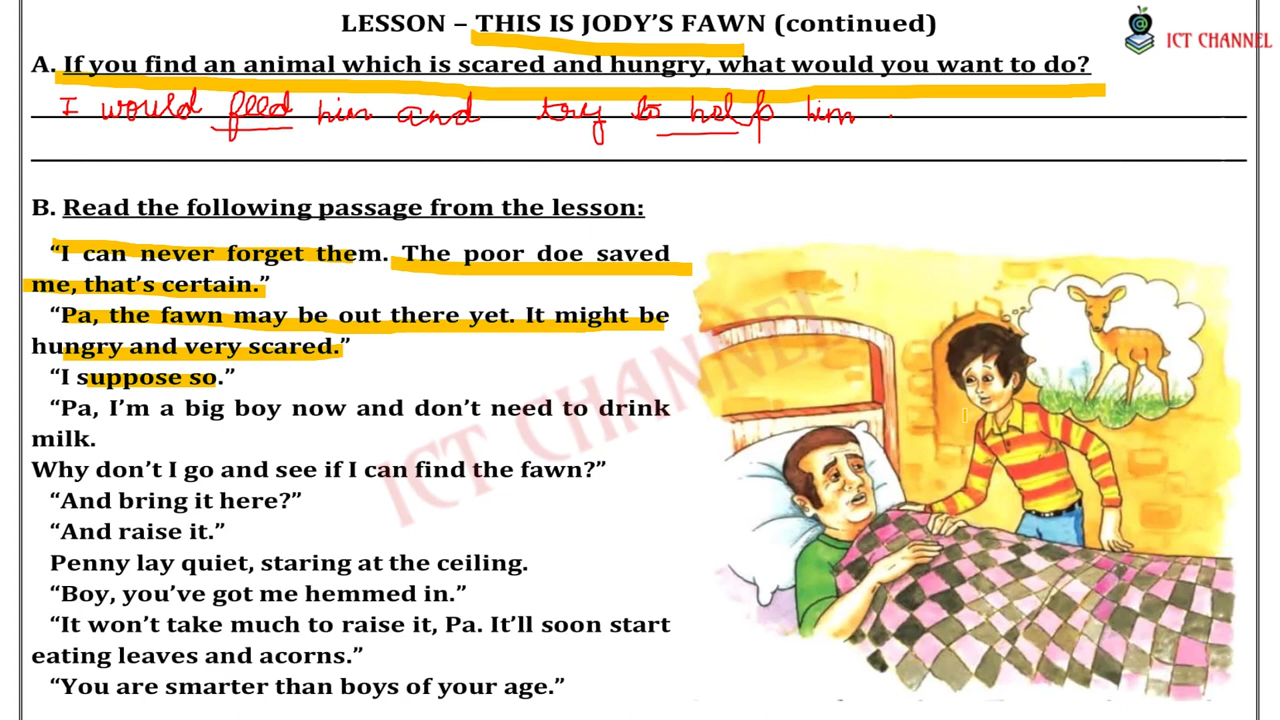 LESSON – THIS IS JODY'S FAWN (continued)
ICT CHANNEL
A. If you find an animal which is scared and hungry, what would you want to do?
I would feed him and try to help him.
B. Read the following passage from the lesson:
“I can never forget them. The poor doe saved
me, that's certain.”
“Pa, the fawn may be out there yet. It might be
hungry and very scared.”
“I suppose so.”
“Pa, I'm a big boy now and don't need to drink
milk.
Why don't I go and see if I can find the fawn?”
“And bring it here?”
“And raise it.”
Penny lay quiet, staring at the ceiling.
“Boy, you've got me hemmed in.”
“It won't take much to raise it, Pa. It'll soon start
eating leaves and acorns.”
“You are smarter than boys of your age.”
ICT CHANNEL